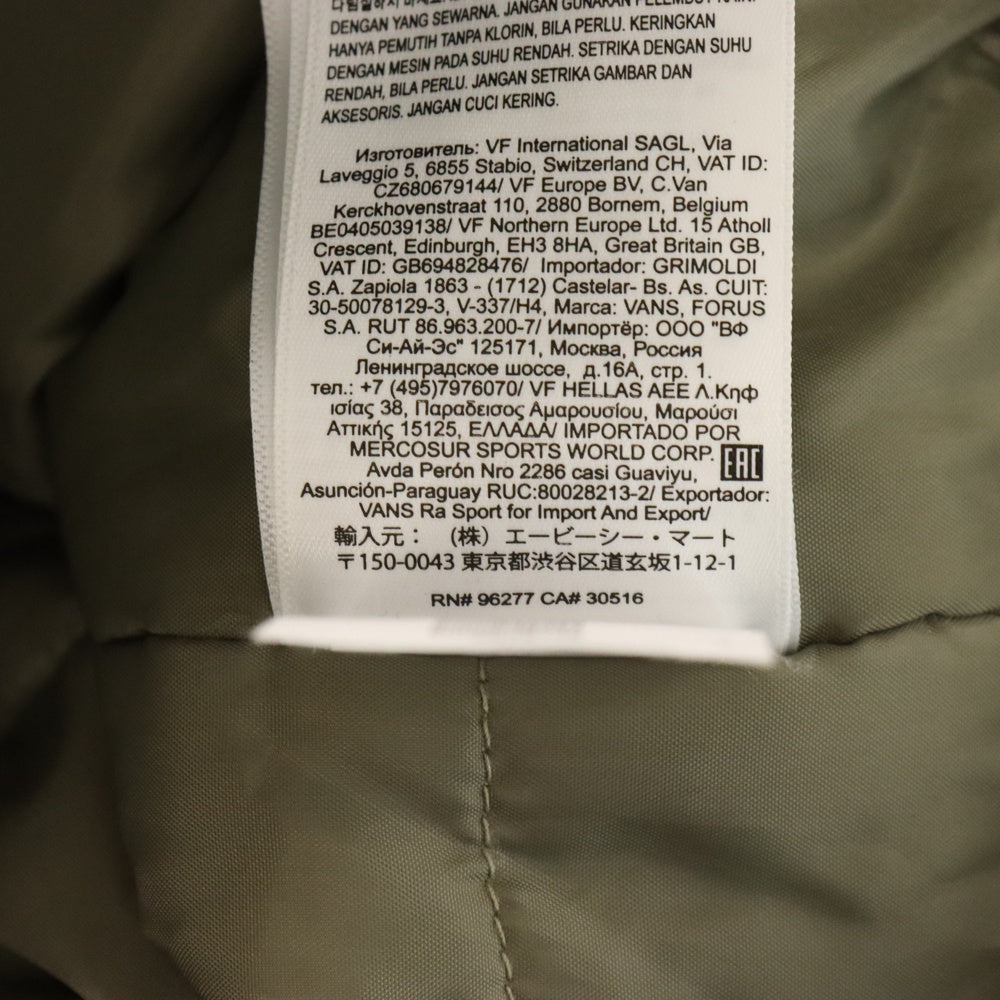 DENGAN YANG SEWARNA. JANGAN GUNAKAN PELEMBUT KAIN.
HANYA PEMUTIH TANPA KLORIN, BILA PERLU. KERINGKAN
DENGAN MESIN PADA SUHU RENDAH. SETRIKA DENGAN SUHU
RENDAH, BILA PERLU. JANGAN SETRIKA GAMBAR DAN
AKSESORIS. JANGAN CUCI KERING.
Изготовитель: VF International SAGL, Via
Laveggio 5, 6855 Stabio, Switzerland CH, VAT ID:
CZ680679144/ VF Europe BV, C.Van
Kerckhovenstraat 110, 2880 Bornem, Belgium
BE0405039138/ VF Northern Europe Ltd. 15 Atholl
Crescent, Edinburgh, EH3 8HA, Great Britain GB,
VAT ID: GB694828476/ Importador: GRIMOLDI
S.A. Zapiola 1863 - (1712) Castelar- Bs. As. CUIT:
30-50078129-3, V-337/H4, Marca: VANS, FORUS
S.A. RUT 86.963.200-7/ Импортёр: ООО "ВФ
Си-Ай-Эс" 125171, Москва, Россия
Ленинградское шоссе, д.16А, стр. 1.
тел.: +7 (495)7976070/ VF HELLAS AEE Λ.Κηφ
ισίας 38, Παραδεισος Αμαρουσίου, Μαρούσι
Αττικής 15125, ΕΛΛΑΔΑ/ IMPORTADO POR
MERCOSUR SPORTS WORLD CORP.
EAC
Avda Perón Nro 2286 casi Guaviyu,
Asunción-Paraguay RUC:80028213-2/ Exportador:
VANS Ra Sport for Import And Export/
輸入元： （株）エービーシー・マート
〒150-0043 東京都渋谷区道玄坂1-12-1
RN# 96277 CA# 30516